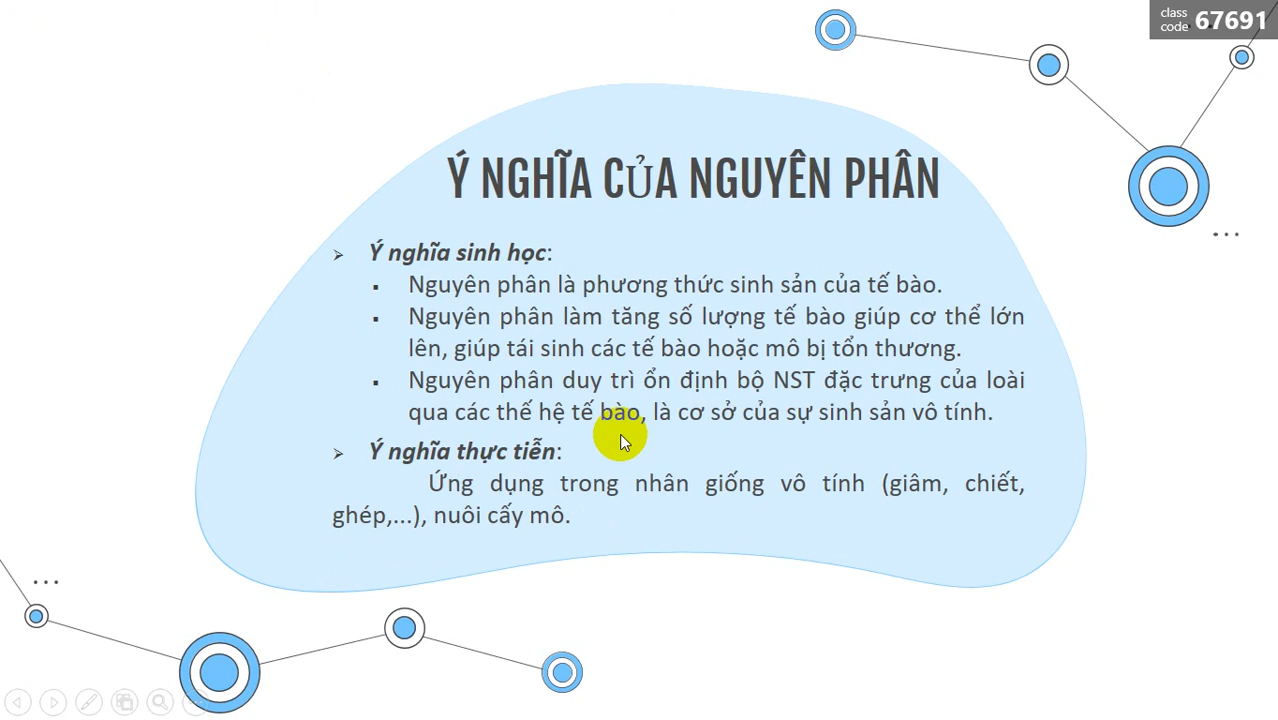 class
code 67691
Ý NGHĨA CỦA NGUYÊN PHÂN
Ý nghĩa sinh học:
Nguyên phân là phương thức sinh sản của tế bào.
Nguyên phân làm tăng số lượng tế bào giúp cơ thể lớn
lên, giúp tái sinh các tế bào hoặc mô bị tổn thương.
Nguyên phân duy trì ổn định bộ NST đặc trưng của loài
qua các thế hệ tế bào, là cơ sở của sự sinh sản vô tính.
Ý nghĩa thực tiễn:
Ứng dụng trong nhân giống vô tính (giâm, chiết,
ghép,...), nuôi cấy mô.